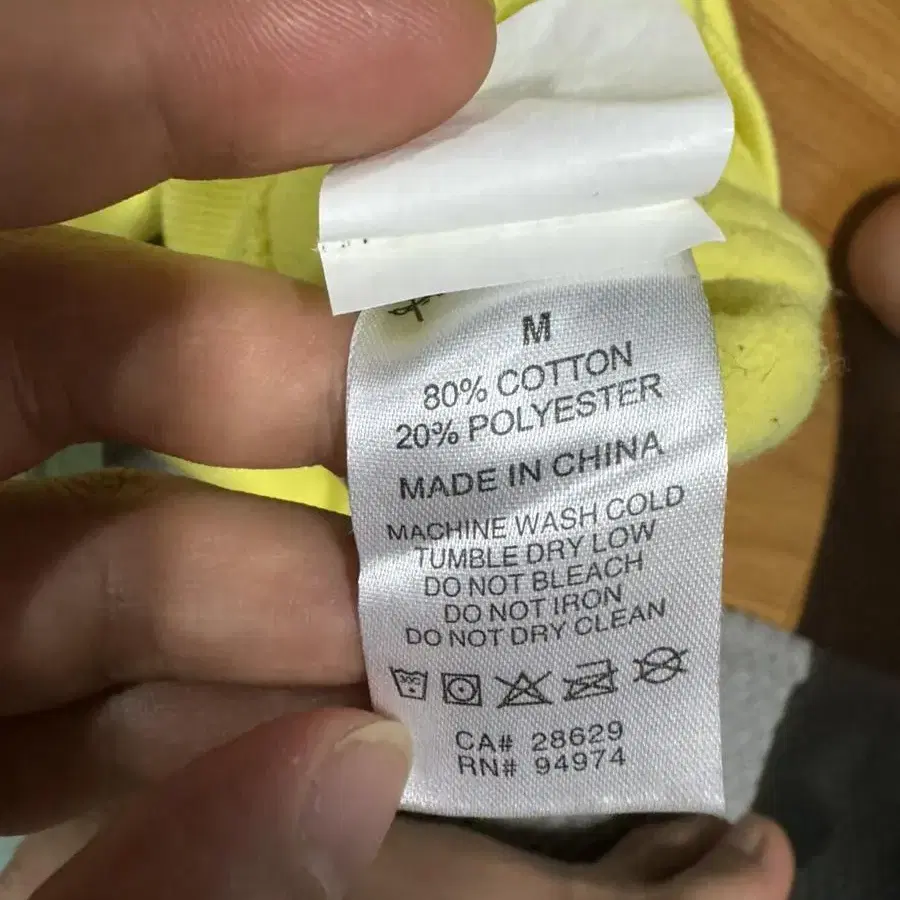 M
80% COTTON
20% POLYESTER
MADE IN CHINA
MACHINE WASH COLD
TUMBLE DRY LOW
DO NOT BLEACH
DO NOT IRON
DO NOT DRY CLEAN
CA# 28629
RN# 94974